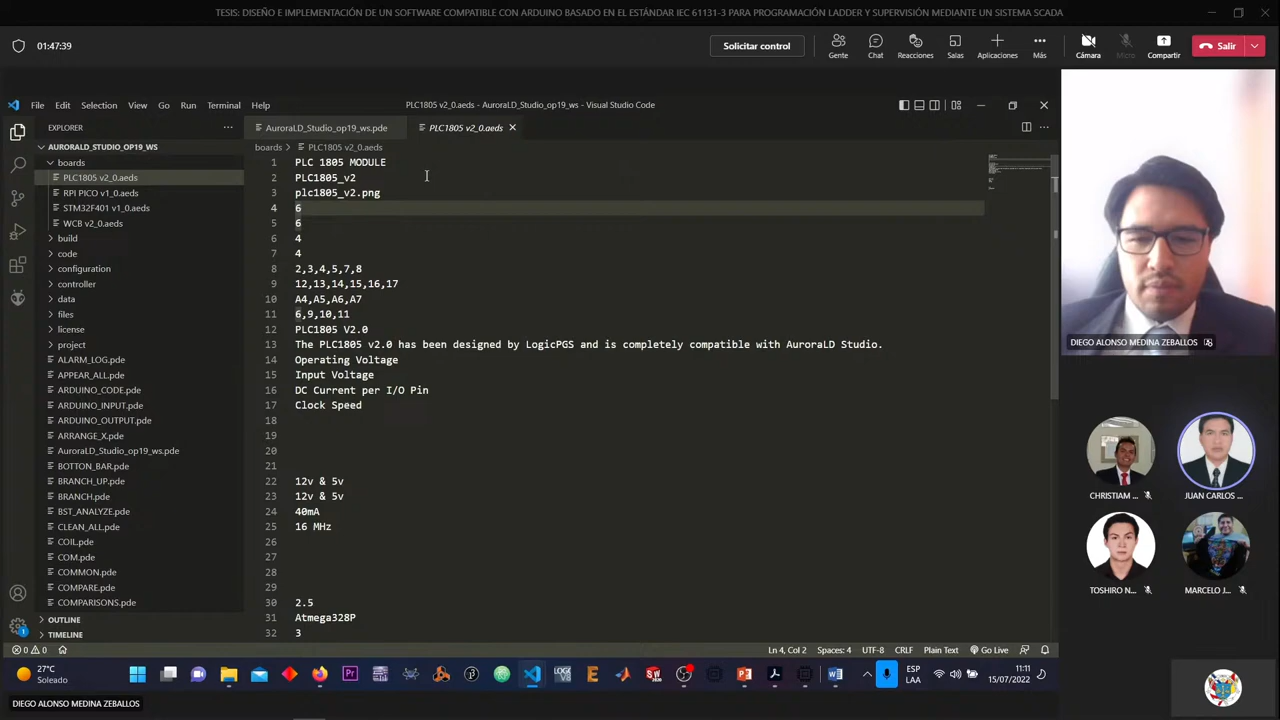 TESIS: DISEÑO E IMPLEMENTACIÓN DE UN SOFTWARE COMPATIBLE CON ARDUINO BASADO EN EL ESTÁNDAR IEC 61131-3 PARA PROGRAMACIÓN LADDER Y SUPERVISIÓN MEDIANTE UN SISTEMA SCADA
01:47:39
Solicitar control
Gente
Chat
Reacciones
Salas
Aplicaciones
Más
Cámara
Micro
Compartir
Salir
File Edit Selection View Go Run Terminal Help
PLC1805 v2_0.aeds - AuroraLD_Studio_op19_ws - Visual Studio Code
EXPLORER
AURORALD_STUDIO_OP19_WS
boards
PLC1805 v2_0.aeds
RPI PICO v1_0.aeds
STM32F401 v1_0.aeds
WCB v2_0.aeds
build
code
configuration
controller
data
files
license
project
ALARM_LOG.pde
APPEAR_ALL.pde
ARDUINO_CODE.pde
ARDUINO_INPUT.pde
ARDUINO_OUTPUT.pde
ARRANGE_X.pde
AuroraLD_Studio_op19_ws.pde
BOTTON_BAR.pde
BRANCH_UP.pde
BRANCH.pde
BST_ANALYZE.pde
CLEAN_ALL.pde
COIL.pde
COM.pde
COMMON.pde
COMPARE.pde
COMPARISONS.pde
OUTLINE
TIMELINE
AuroraLD_Studio_op19_ws.pde
PLC1805 v2_0.aeds
boards > PLC1805 v2_0.aeds
1 PLC 1805 MODULE
2 PLC1805_v2
3 plc1805_v2.png
4 6
5 6
6 4
7 4
8 2,3,4,5,7,8
9 12,13,14,15,16,17
10 A4,A5,A6,A7
11 6,9,10,11
12 PLC1805 V2.0
13 The PLC1805 v2.0 has been designed by LogicPGS and is completely compatible with AuroraLD Studio.
14 Operating Voltage
15 Input Voltage
16 DC Current per I/O Pin
17 Clock Speed
18
19
20
21
22 12v & 5v
23 12v & 5v
24 40mA
25 16 MHz
26
27
28
29
30 2.5
31 Atmega328P
32 3
0 0
Ln 4, Col 2
Spaces: 4
UTF-8
CRLF
Plain Text
Go Live
DIEGO ALONSO MEDINA ZEBALLOS
CHRISTIAM ...
JUAN CARLOS ...
TOSHIRO N...
MARCELO J...
27°C
Soleado
ESP
LAA
11:11
15/07/2022
DIEGO ALONSO MEDINA ZEBALLOS